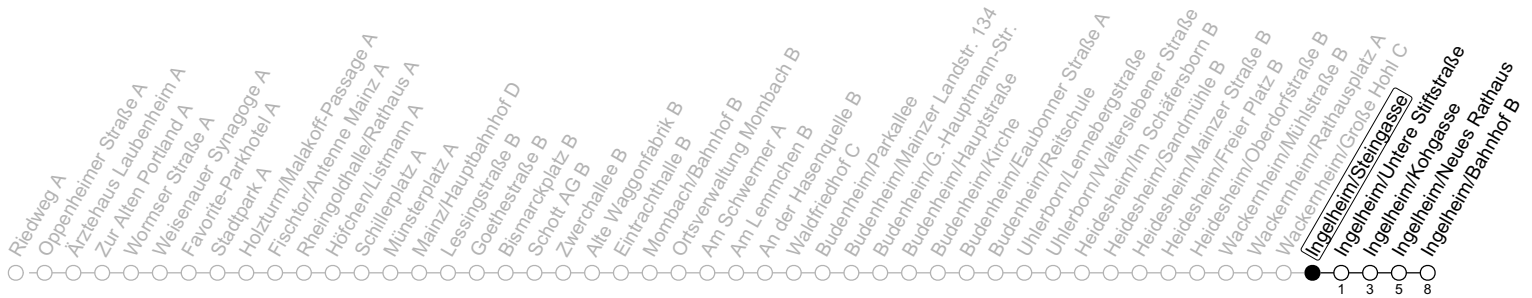 Riedweg A
Oppenheimer Straße A
Ärztehaus Laubenheim A
Zur Alten Portland A
Wormser Straße A
Weisenauer Synagoge A
Favorite-Parkhotel A
Stadtpark A
Holzturm/Malakoff-Passage A
Fischtor/Antenne Mainz A
Rheingoldhalle/Rathaus A
Höfchen/Listmann A
Schillerplatz A
Münsterplatz A
Mainz/Hauptbahnhof D
Lessingstraße B
Goethestraße B
Bismarckplatz B
Schott AG B
Zwerchallee B
Alte Waggonfabrik B
Eintrachthalle B
Mombach/Bahnhof B
Ortsverwaltung Mombach B
Am Schwermer A
Am Lemmchen B
An der Hasenquelle B
Waldfriedhof C
Budenheim/Parkallee
Budenheim/Mainzer Landstr. 134
Budenheim/G.-Hauptmann-Str.
Budenheim/Hauptstraße
Budenheim/Kirche
Budenheim/Eaubonner Straße A
Budenheim/Reitschule
Uhlerborn/Lennebergstraße
Uhlerborn/Walterslebener Straße
Heidesheim/Im Schäfersborn B
Heidesheim/Sandmühle B
Heidesheim/Mainzer Straße B
Heidesheim/Freier Platz B
Heidesheim/Oberdorfstraße B
Wackernheim/Mühlstraße B
Wackernheim/Rathausplatz A
Wackernheim/Große Hohl C
Ingelheim/Steingasse
Ingelheim/Untere Stiftstraße
Ingelheim/Kohgasse
Ingelheim/Neues Rathaus
Ingelheim/Bahnhof B
1 3 5 8